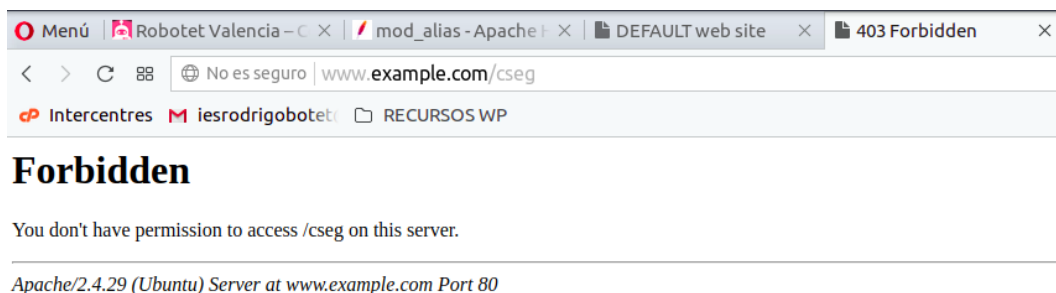 Menú Robotet Valencia – C mod_alias - Apache H DEFAULT web site 403 Forbidden
No es seguro www.example.com/cseg
Intercentres iesrodrigobotet RECURSOS WP
Forbidden
You don't have permission to access /cseg on this server.
Apache/2.4.29 (Ubuntu) Server at www.example.com Port 80